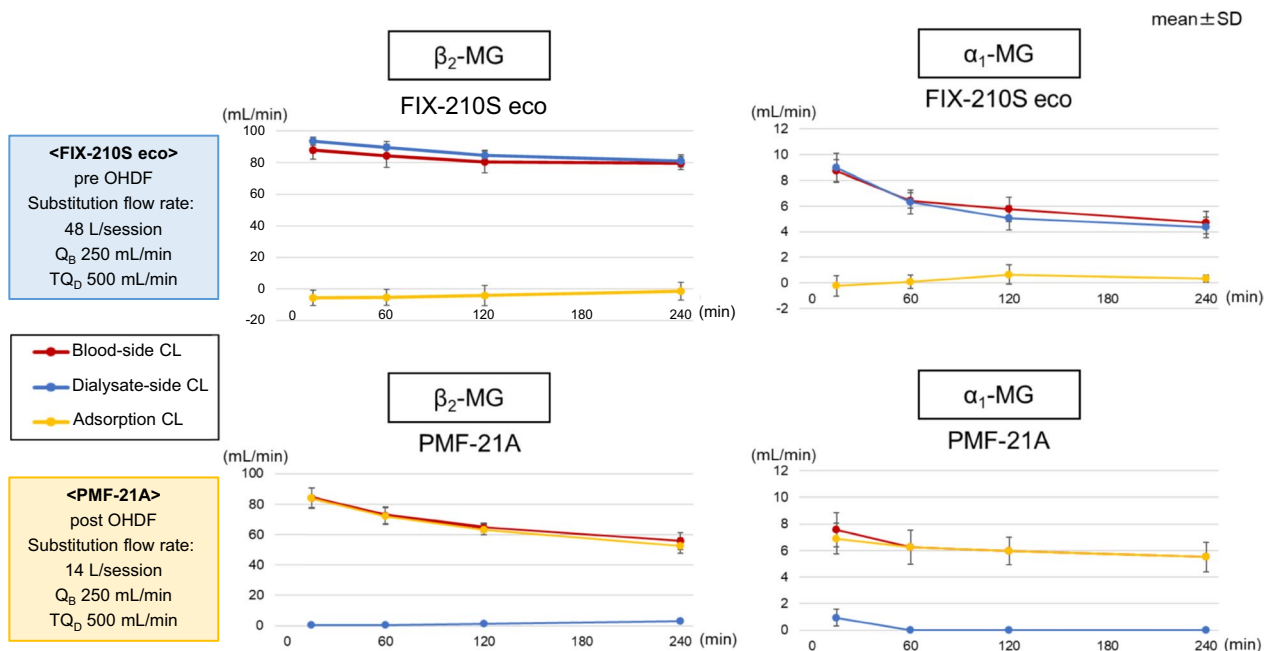 mean±SD
β₂-MG
FIX-210S eco
(mL/min)
100
80
60
40
20
0
-20
0
60
120
180
240
(min)
α₁-MG
FIX-210S eco
(mL/min)
12
10
8
6
4
2
0
-2
0
60
120
180
240
(min)
<FIX-210S eco>
pre OHDF
Substitution flow rate:
48 L/session
Q_B 250 mL/min
TQ_D 500 mL/min
Blood-side CL
Dialysate-side CL
Adsorption CL
<PMF-21A>
post OHDF
Substitution flow rate:
14 L/session
Q_B 250 mL/min
TQ_D 500 mL/min
β₂-MG
PMF-21A
(mL/min)
100
80
60
40
20
0
0
60
120
180
240
(min)
α₁-MG
PMF-21A
(mL/min)
12
10
8
6
4
2
0
0
60
120
180
240
(min)